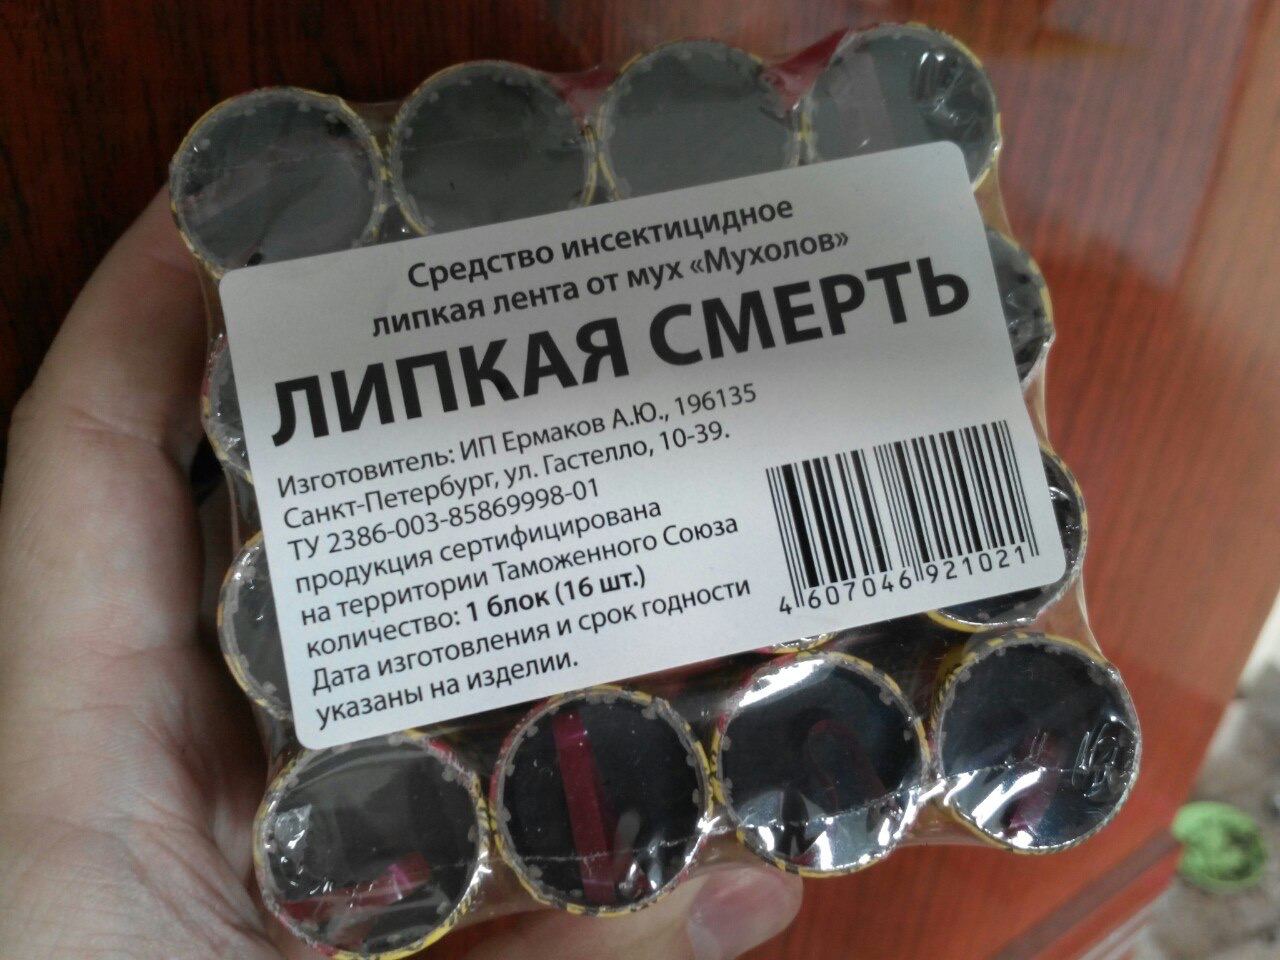 Средство инсектицидное
липкая лента от мух «Мухолов»
ЛИПКАЯ СМЕРТЬ
Изготовитель: ИП Ермаков А.Ю., 196135
Санкт-Петербург, ул. Гастелло, 10-39.
ТУ 2386-003-85869998-01
продукция сертифицирована
на территории Таможенного Союза
количество: 1 блок (16 шт.)
Дата изготовления и срок годности
указаны на изделии.
4 607046 921021